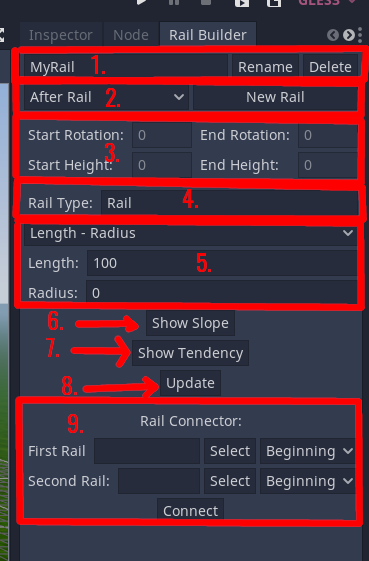 GLES3
Inspector Node Rail Builder
MyRail 1. Rename Delete
After Rail 2. New Rail
Start Rotation: 0 End Rotation: 0
3.
Start Height: 0 End Height: 0
Rail Type: Rail 4.
Length - Radius
Length: 100 5.
Radius: 0
6. Show Slope
7. Show Tendency
8. Update
9. Rail Connector:
First Rail Select Beginning
Second Rail: Select Beginning
Connect